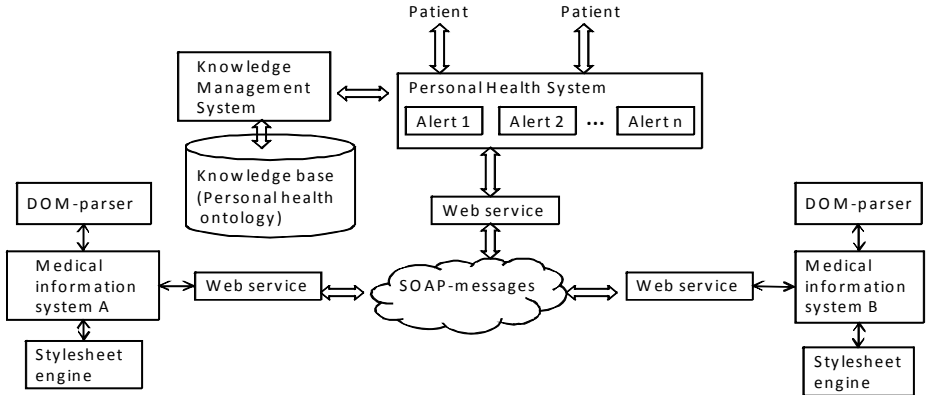 Patient
Patient
Knowledge
Management
System
Personal Health System
Alert 1
Alert 2
...
Alert n
Knowledge base
(Personal health
ontology)
DOM-parser
Web service
DOM-parser
Medical
information
system A
Web service
SOAP-messages
Web service
Medical
information
system B
Stylesheet
engine
Stylesheet
engine